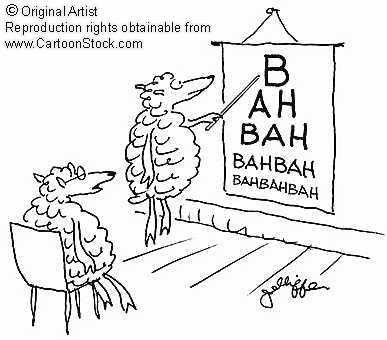 © Original Artist
Reproduction rights obtainable from
www.CartoonStock.com
B
AH
BAH
BAHBAH
BAHBAHBAH